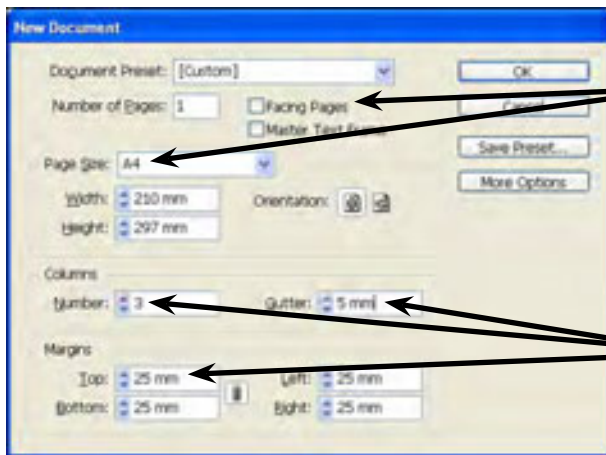 New Document
Document Preset: [Custom]
OK
Number of Pages: 1
Facing Pages
Cancel
Master Text Frame
Save Preset...
Page Size: A4
More Options
Width: 210 mm
Orientation:
Height: 297 mm
Columns
Number: 3
Gutter: 5 mm
Margins
Top: 25 mm
Left: 25 mm
Bottom: 25 mm
Right: 25 mm